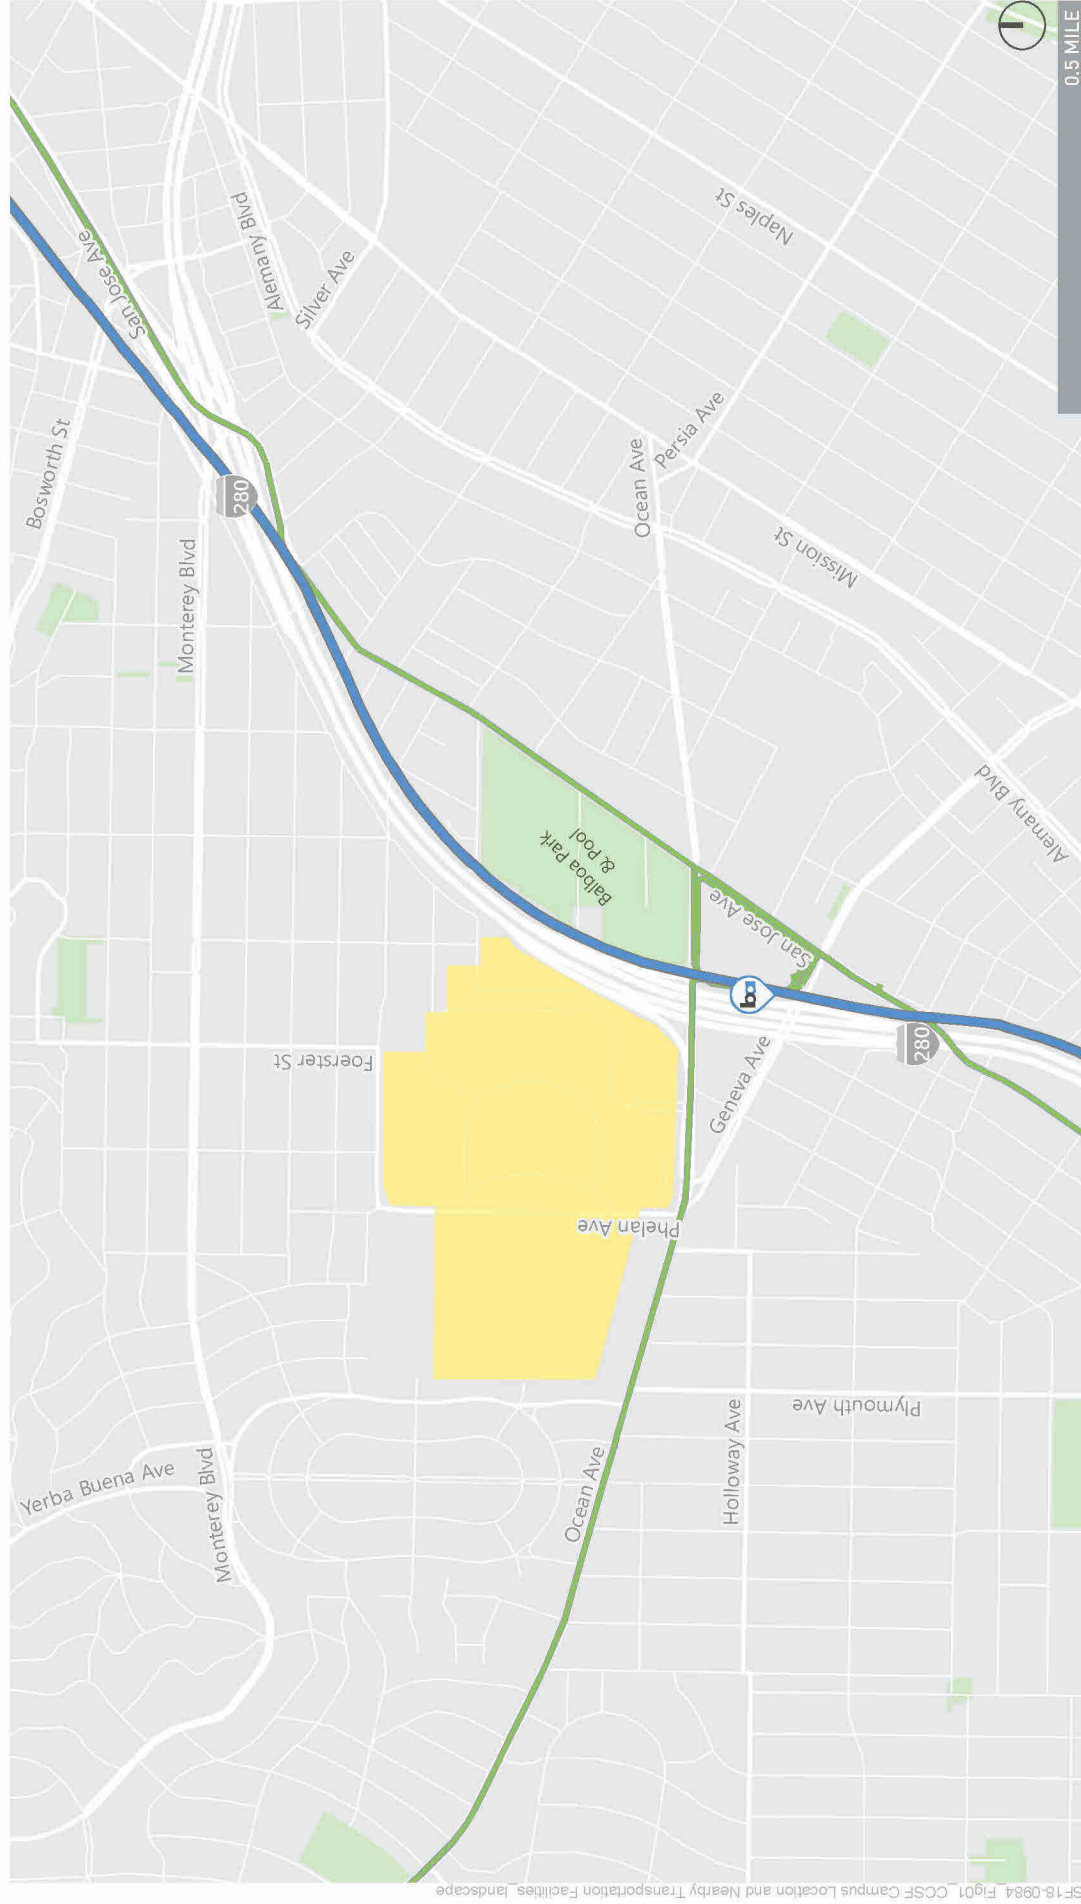 0.5 MILE
Naples St
Alemany Blvd
San Jose Ave
Silver Ave
Bosworth St
Persia Ave
Ocean Ave
280
Mission St
Monterey Blvd
Alemany Blvd
Balboa Park
& Pool
San Jose Ave
ba
280
Foerster St
Geneva Ave
Phelan Ave
Plymouth Ave
Holloway Ave
Ocean Ave
Yerba Buena Ave
Monterey Blvd
SF18-0984_Fig01_CCSF Campus Location and Nearby Transportation Facilities_landscape